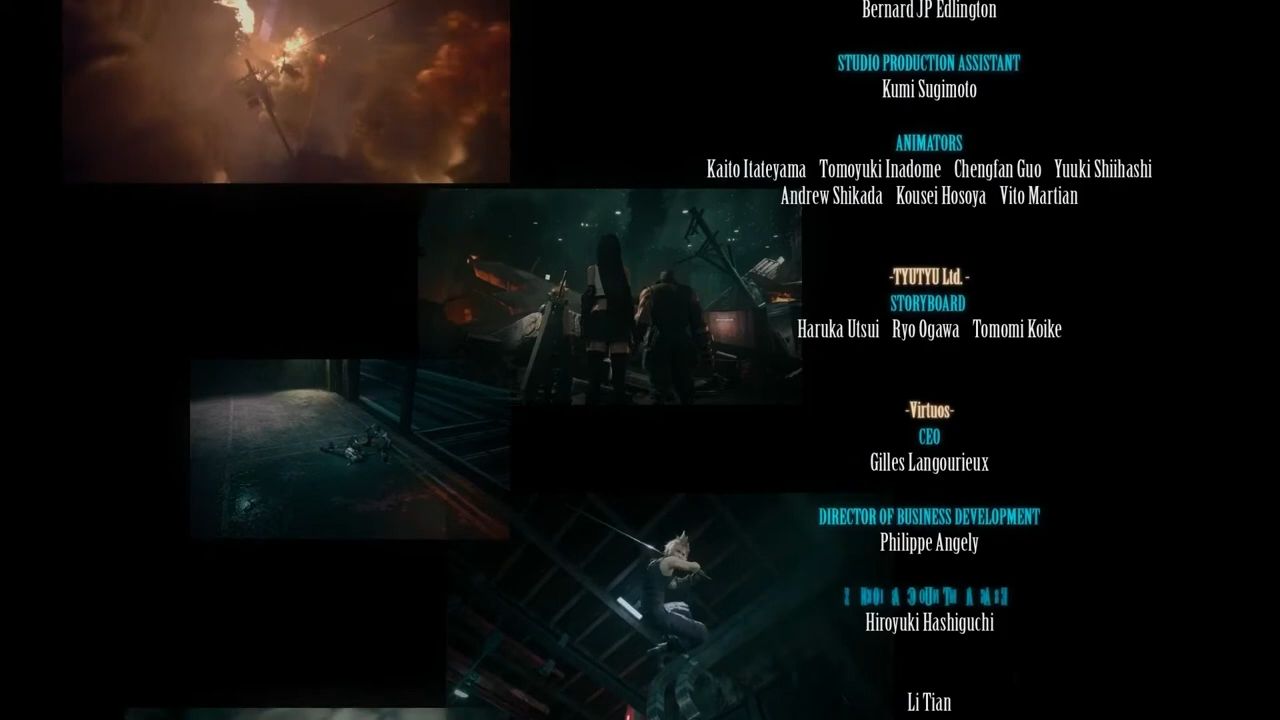 Bernard JP Edlington
STUDIO PRODUCTION ASSISTANT
Kumi Sugimoto
ANIMATORS
Kaito Itateyama Tomoyuki Inadome Chengfan Guo Yuuki Shiihashi
Andrew Shikada Kousei Hosoya Vito Martian
-TYUTYU Ltd.-
STORYBOARD
Haruka Utsui Ryo Ogawa Tomomi Koike
-Virtuos-
CEO
Gilles Langourieux
DIRECTOR OF BUSINESS DEVELOPMENT
Philippe Angely
Hiroyuki Hashiguchi
Li Tian